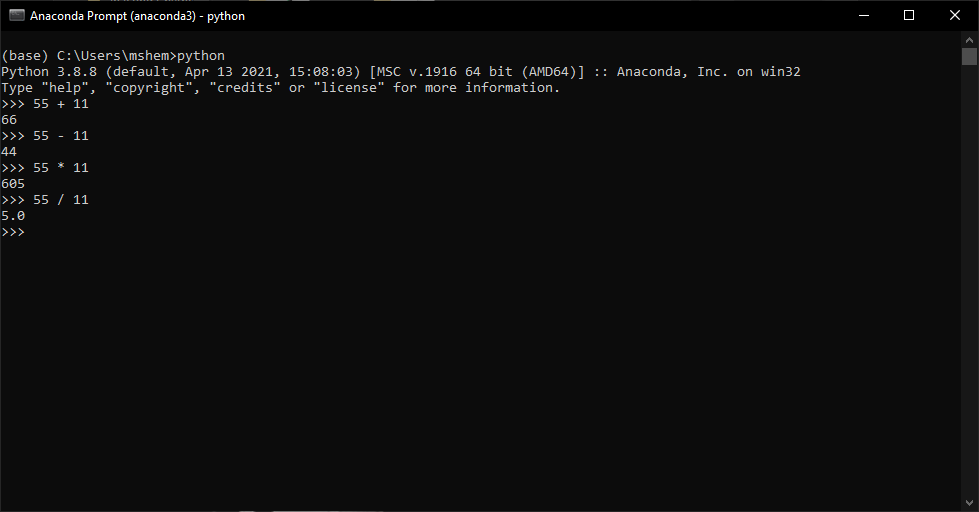 Anaconda Prompt (anaconda3) - python
(base) C:\Users\mshem>python
Python 3.8.8 (default, Apr 13 2021, 15:08:03) [MSC v.1916 64 bit (AMD64)] :: Anaconda, Inc. on win32
Type "help", "copyright", "credits" or "license" for more information.
>>> 55 + 11
66
>>> 55 - 11
44
>>> 55 * 11
605
>>> 55 / 11
5.0
>>>